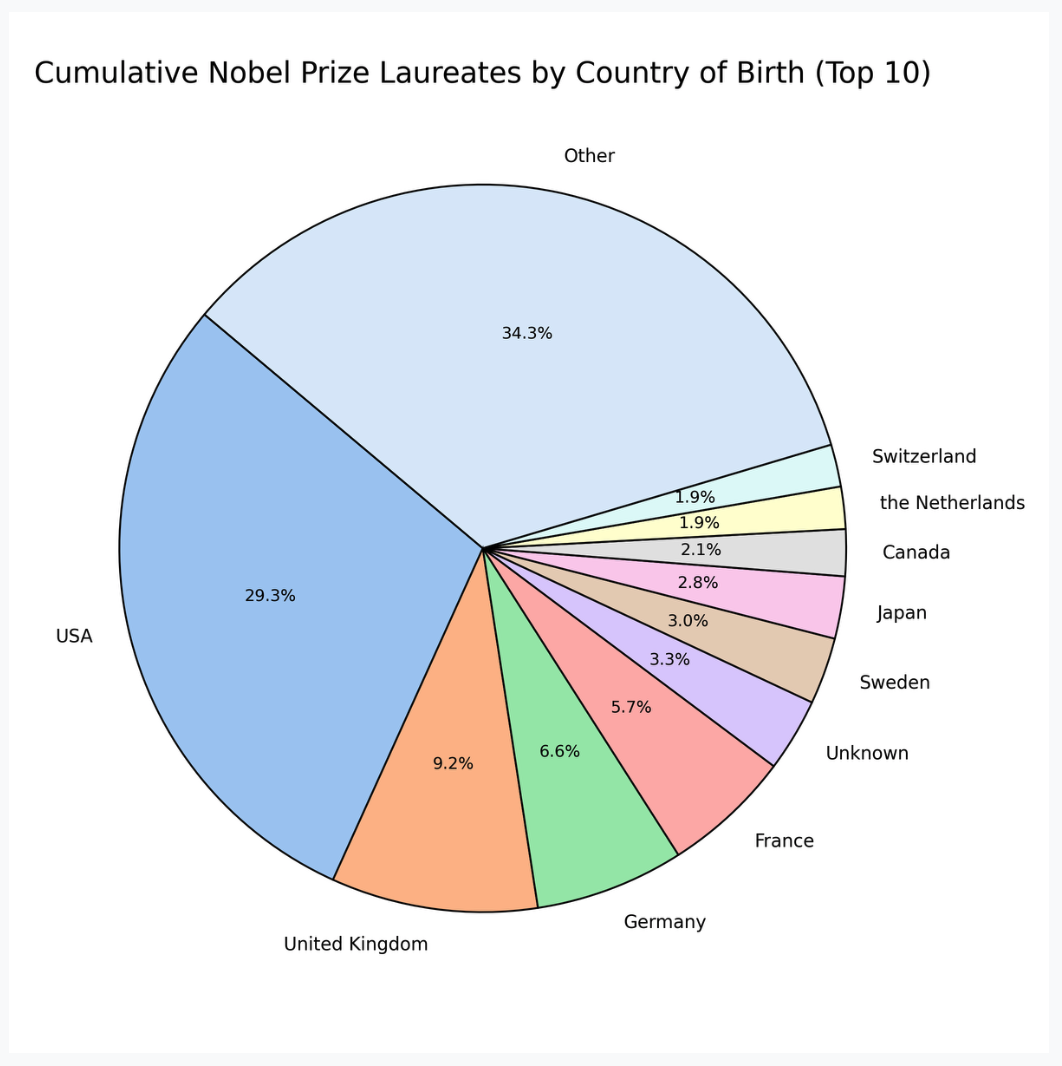 Cumulative Nobel Prize Laureates by Country of Birth (Top 10)
Other
34.3%
Switzerland
1.9%
the Netherlands
1.9%
Canada
2.1%
Japan
2.8%
Sweden
3.0%
Unknown
3.3%
France
5.7%
Germany
6.6%
United Kingdom
9.2%
USA
29.3%